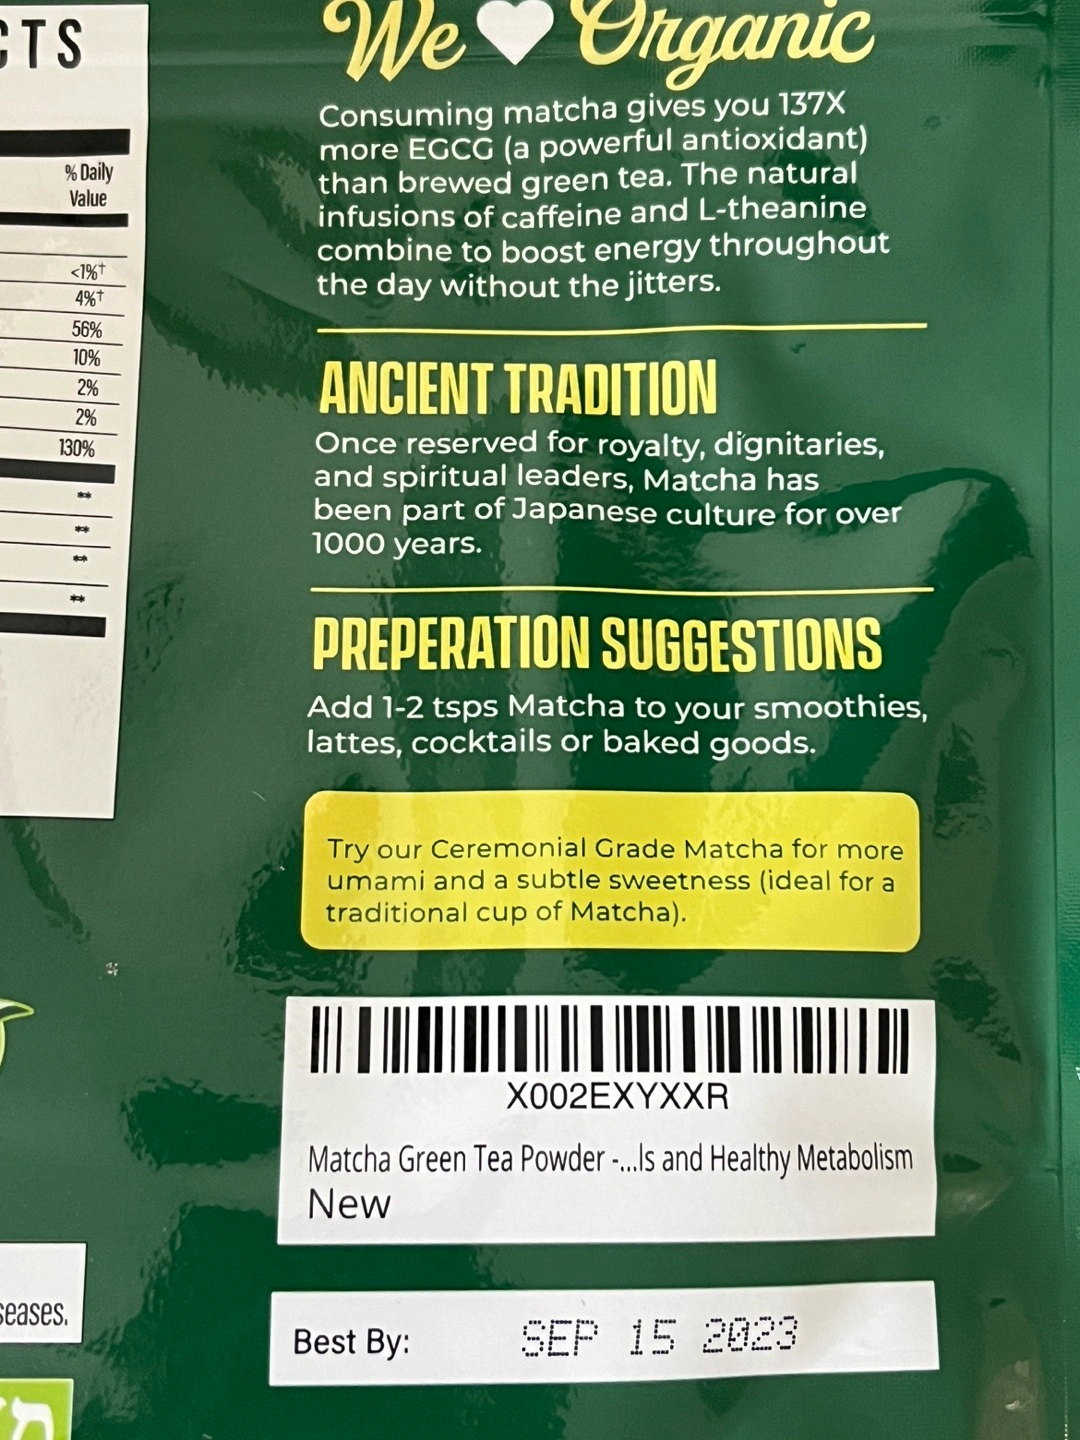 CTS
% Daily
Value
<1%†
4%†
56%
10%
2%
2%
130%
**
**
**
**
seases.
We Organic
Consuming matcha gives you 137X
more EGCG (a powerful antioxidant)
than brewed green tea. The natural
infusions of caffeine and L-theanine
combine to boost energy throughout
the day without the jitters.
ANCIENT TRADITION
Once reserved for royalty, dignitaries,
and spiritual leaders, Matcha has
been part of Japanese culture for over
1000 years.
PREPERATION SUGGESTIONS
Add 1-2 tsps Matcha to your smoothies,
lattes, cocktails or baked goods.
Try our Ceremonial Grade Matcha for more
umami and a subtle sweetness (ideal for a
traditional cup of Matcha).
X002EXYXXR
Matcha Green Tea Powder -...ls and Healthy Metabolism
New
Best By: SEP 15 2023